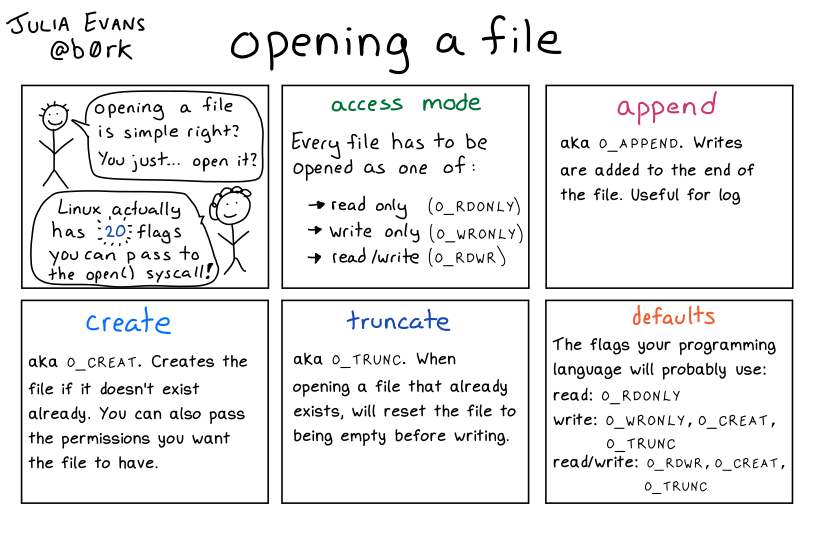 JULIA EVANS
@b0rk
opening a file
opening a file
is simple right?
You just... open it?
Linux actually
has 20 flags
you can pass to
the open() syscall!
access mode
Every file has to be
opened as one of:
→ read only (O_RDONLY)
→ write only (O_WRONLY)
→ read/write (O_RDWR)
append
aka O_APPEND. Writes
are added to the end of
the file. Useful for log
create
aka O_CREAT. Creates the
file if it doesn't exist
already. You can also pass
the permissions you want
the file to have.
truncate
aka O_TRUNC. When
opening a file that already
exists, will reset the file to
being empty before writing.
defaults
The flags your programming
language will probably use:
read: O_RDONLY
write: O_WRONLY, O_CREAT,
O_TRUNC
read/write: O_RDWR, O_CREAT,
O_TRUNC